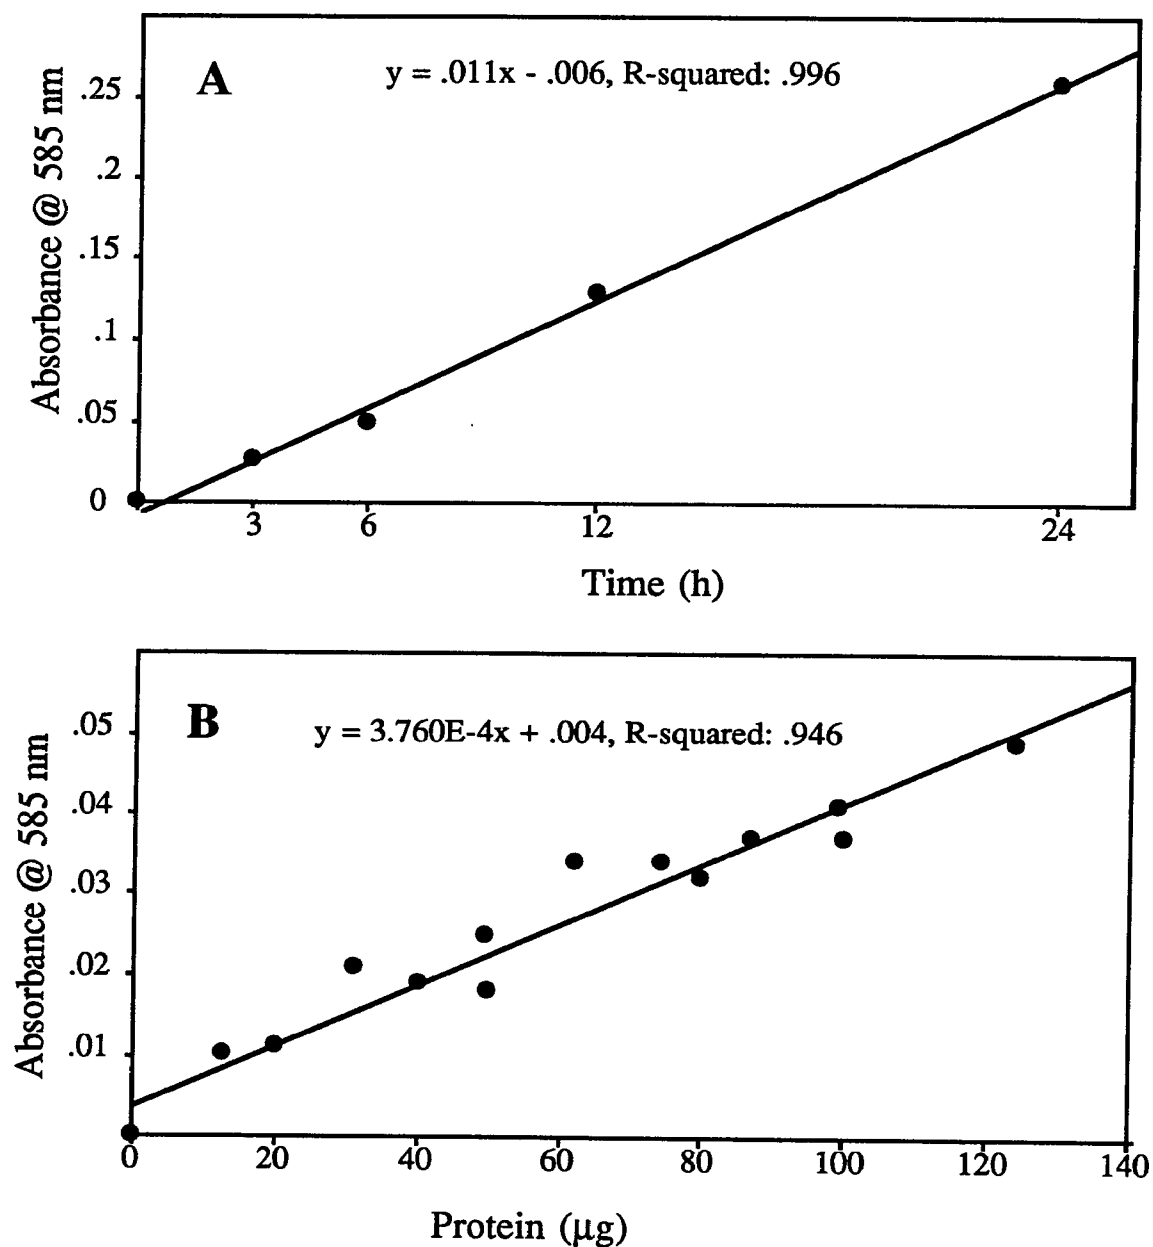 A
y = .011x - .006, R-squared: .996
Absorbance @ 585 nm
.25
.2
.15
.1
.05
0
3 6 12 24
Time (h)
B
y = 3.760E-4x + .004, R-squared: .946
Absorbance @ 585 nm
.05
.04
.03
.02
.01
0 20 40 60 80 100 120 140
Protein (µg)